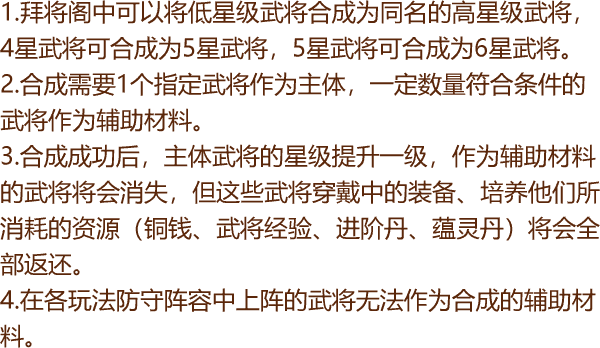 1.拜将阁中可以将低星级武将合成为同名的高星级武将，
4星武将可合成为5星武将，5星武将可合成为6星武将。
2.合成需要1个指定武将作为主体，一定数量符合条件的
武将作为辅助材料。
3.合成成功后，主体武将的星级提升一级，作为辅助材料
的武将将会消失，但这些武将穿戴中的装备、培养他们所
消耗的资源（铜钱、武将经验、进阶丹、蕴灵丹）将会全
部返还。
4.在各玩法防守阵容中上阵的武将无法作为合成的辅助材
料。